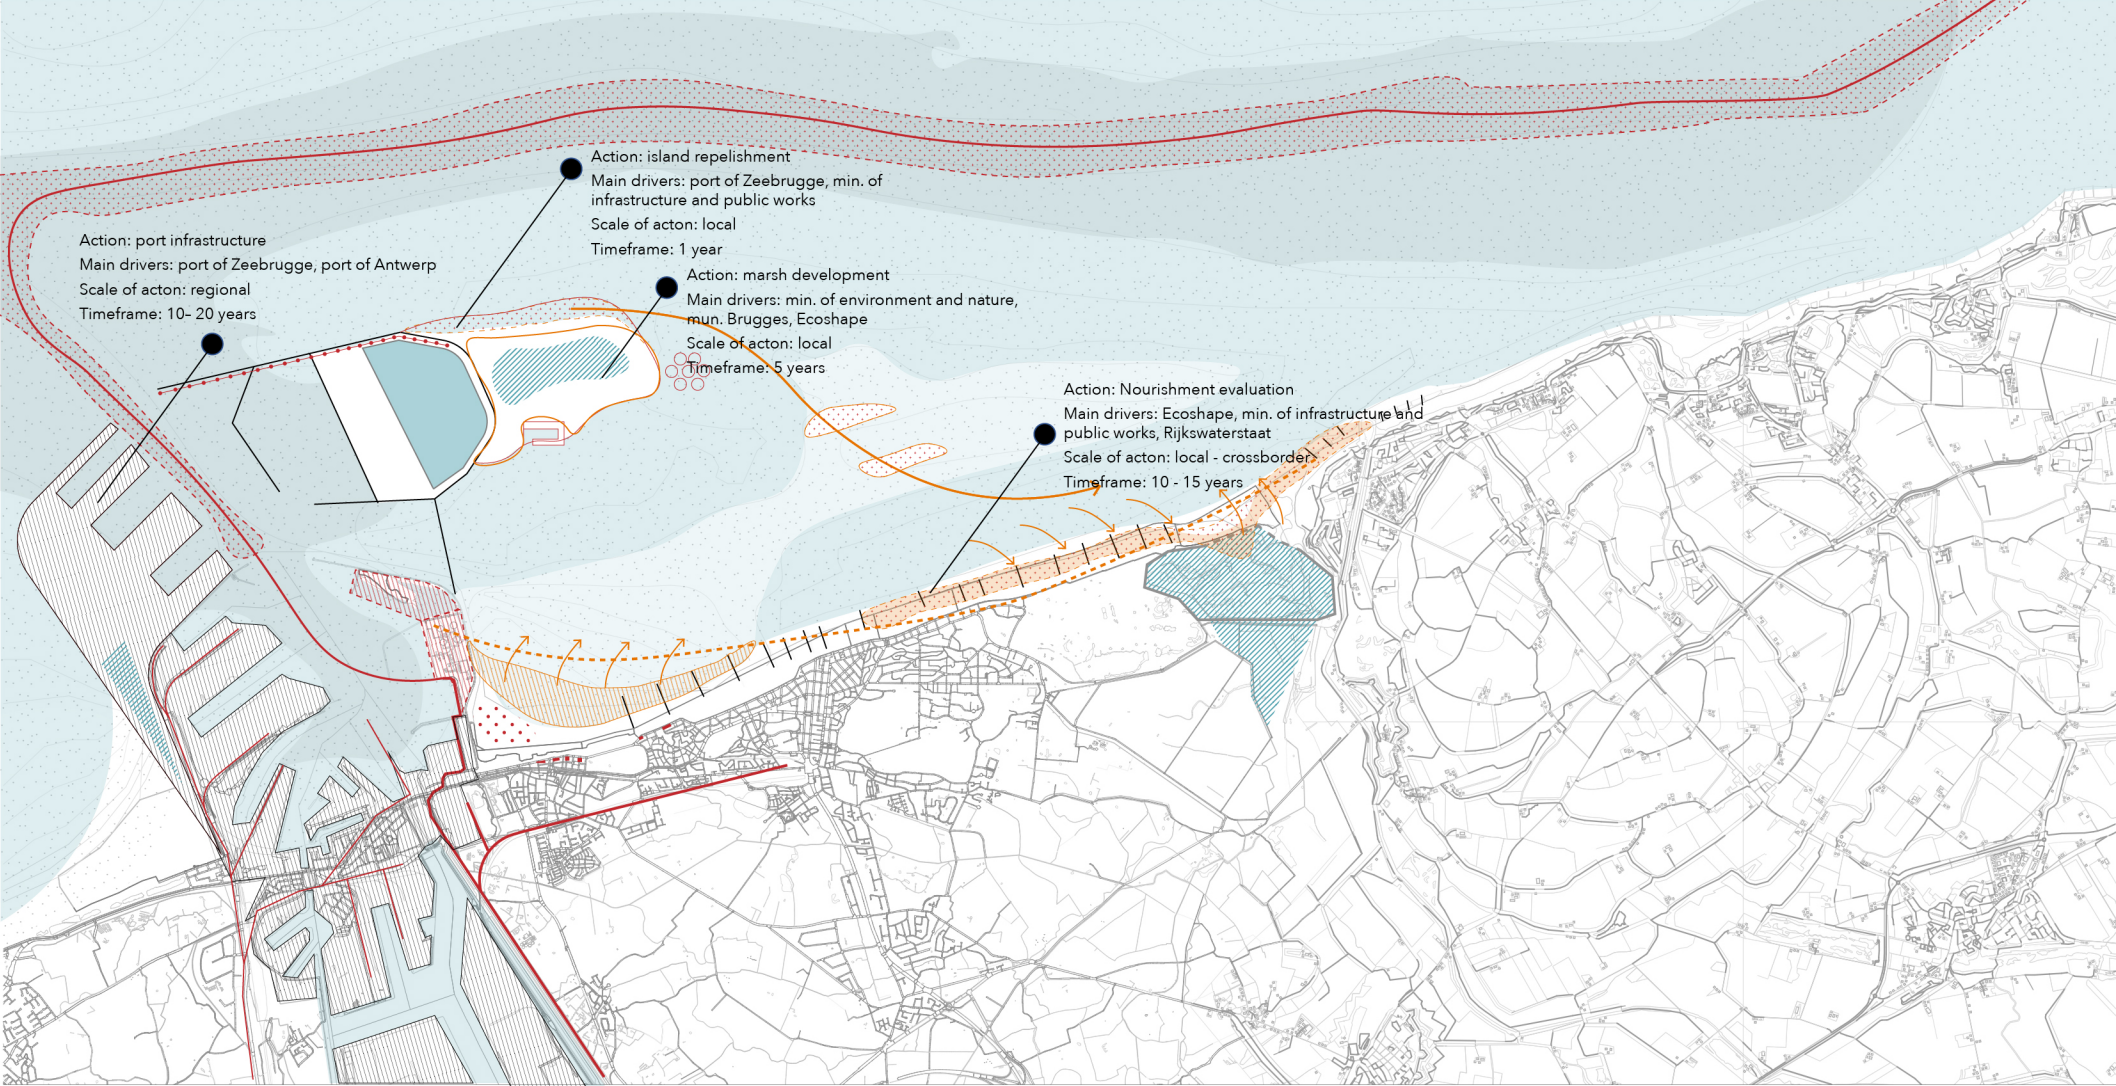 Action: island repelishment
Main drivers: port of Zeebrugge, min. of
infrastructure and public works
Scale of acton: local
Timeframe: 1 year
Action: port infrastructure
Main drivers: port of Zeebrugge, port of Antwerp
Scale of acton: regional
Timeframe: 10– 20 years
Action: marsh development
Main drivers: min. of environment and nature,
mun. Brugges, Ecoshape
Scale of acton: local
Timeframe: 5 years
Action: Nourishment evaluation
Main drivers: Ecoshape, min. of infrastructure and
public works, Rijkswaterstaat
Scale of acton: local - crossborder
Timeframe: 10 - 15 years